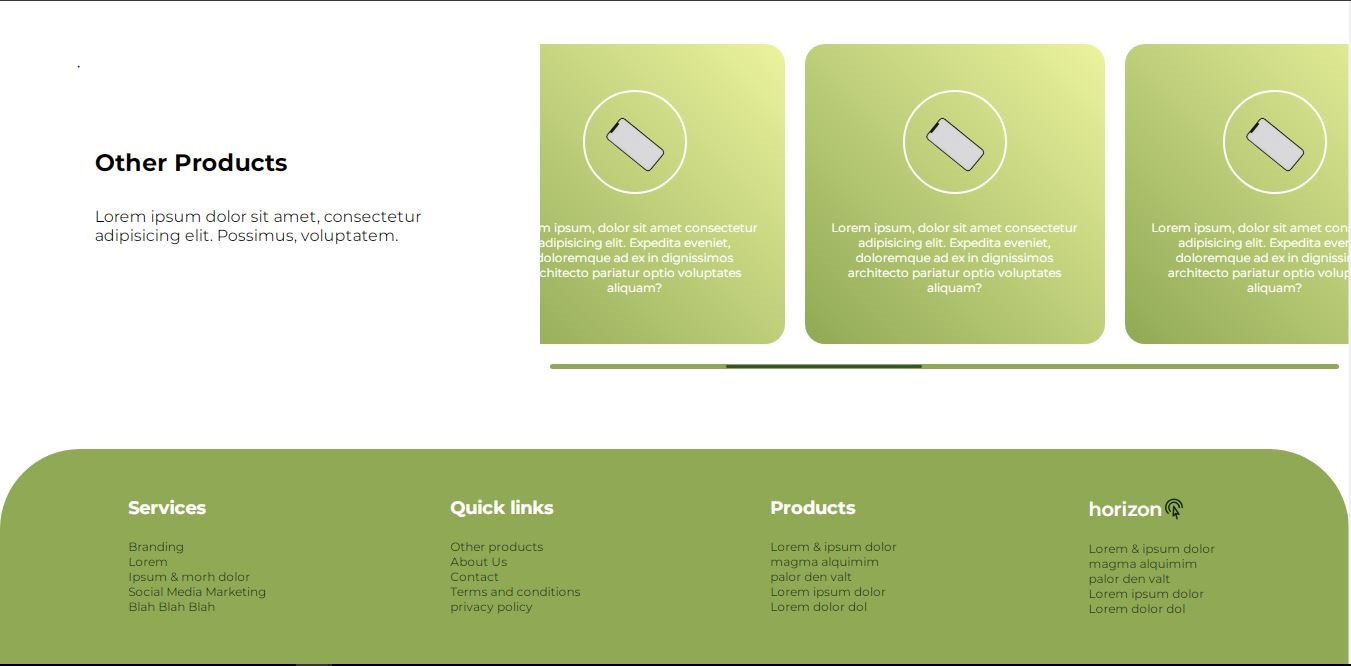 Other Products
Lorem ipsum dolor sit amet, consectetur
adipisicing elit. Possimus, voluptatem.
ipsum, dolor sit amet consectetur
adipisicing elit. Expedita eveniet,
doloremque ad ex in dignissimos
pariatur optio voluptates
aliquam?
Lorem ipsum, dolor sit amet consectetur
adipisicing elit. Expedita eveniet,
doloremque ad ex in dignissimos
architecto pariatur optio voluptates
aliquam?
Lorem ipsum, dolor sit amet
adipisicing elit. Expedita
doloremque ad ex in
architecto pariatur optio
aliquam?
Services
Branding
Lorem
Ipsum & morh dolor
Social Media Marketing
Blah Blah Blah
Quick links
Other products
About Us
Contact
Terms and conditions
privacy policy
Products
Lorem & ipsum dolor
magma alquimim
palor den valt
Lorem ipsum dolor
Lorem dolor dol
horizon
Lorem & ipsum dolor
magma alquimim
palor den valt
Lorem ipsum dolor
Lorem dolor dol